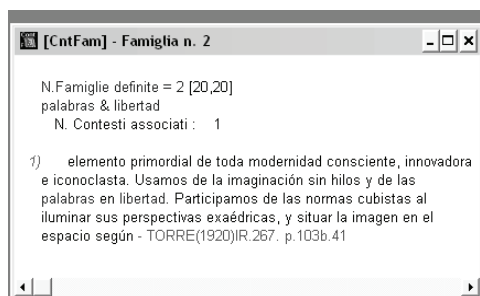 [CntFam] - Famiglia n. 2
N.Famiglie definite = 2 [20,20]
palabras & libertad
N. Contesti associati : 1
1) elemento primordial de toda modernidad consciente, innovadora
e iconoclasta. Usamos de la imaginación sin hilos y de las
palabras en libertad. Participamos de las normas cubistas al
iluminar sus perspectivas exaédricas, y situar la imagen en el
espacio según - TORRE(1920)IR.267. p.103b.41